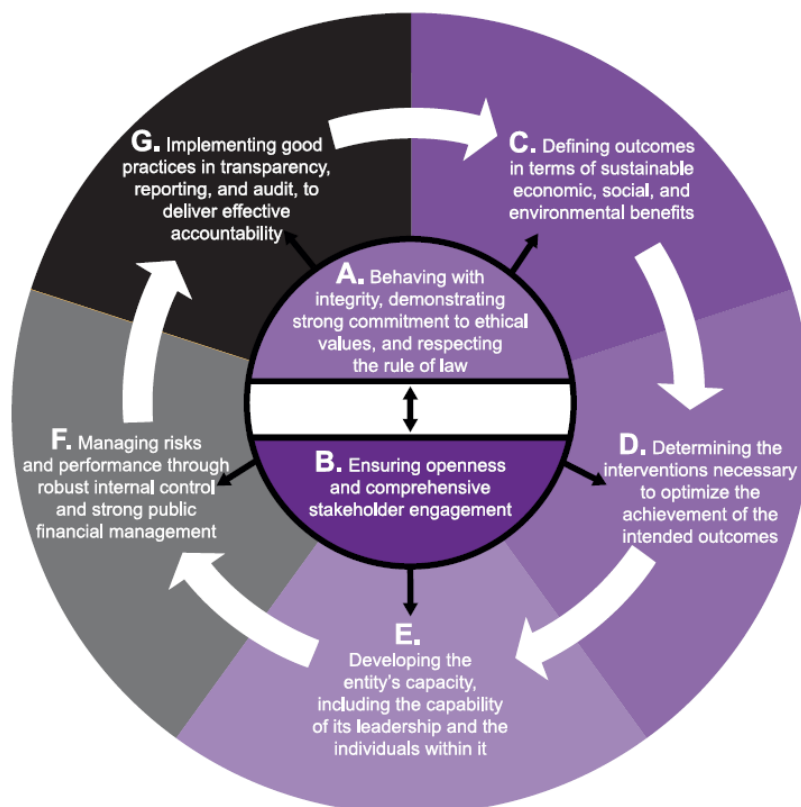 G. Implementing good
practices in transparency,
reporting, and audit, to
deliver effective
accountability
C. Defining outcomes
in terms of sustainable
economic, social, and
environmental benefits
A. Behaving with
integrity, demonstrating
strong commitment to ethical
values, and respecting
the rule of law
B. Ensuring openness
and comprehensive
stakeholder engagement
D. Determining the
interventions necessary
to optimize the
achievement of the
intended outcomes
E.
Developing the
entity's capacity,
including the capability
of its leadership and the
individuals within it
F. Managing risks
and performance through
robust internal control
and strong public
financial management